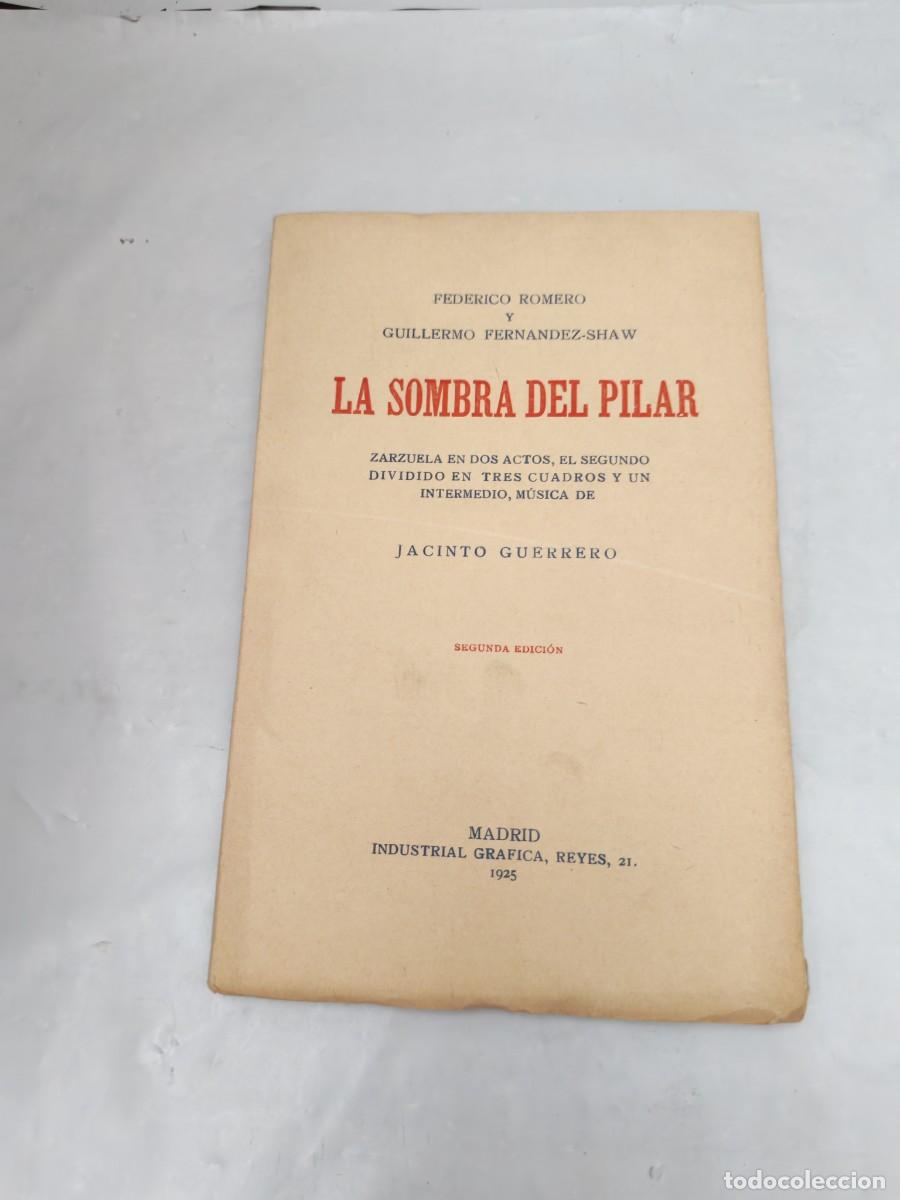 FEDERICO ROMERO
Y
GUILLERMO FERNANDEZ-SHAW
LA SOMBRA DEL PILAR
ZARZUELA EN DOS ACTOS, EL SEGUNDO
DIVIDIDO EN TRES CUADROS Y UN
INTERMEDIO, MÚSICA DE
JACINTO GUERRERO
SEGUNDA EDICIÓN
MADRID
INDUSTRIAL GRAFICA, REYES, 21.
1925
todocoleccion